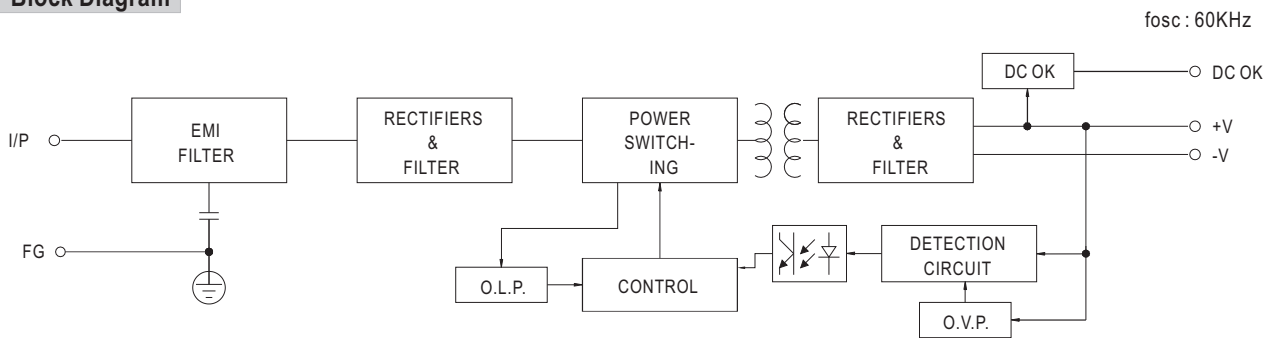 Block Diagram
fosc : 60KHz
I/P
EMI
FILTER
FG
RECTIFIERS
&
FILTER
POWER
SWITCH-
ING
RECTIFIERS
&
FILTER
DC OK
DC OK
+V
-V
O.L.P.
CONTROL
DETECTION
CIRCUIT
O.V.P.